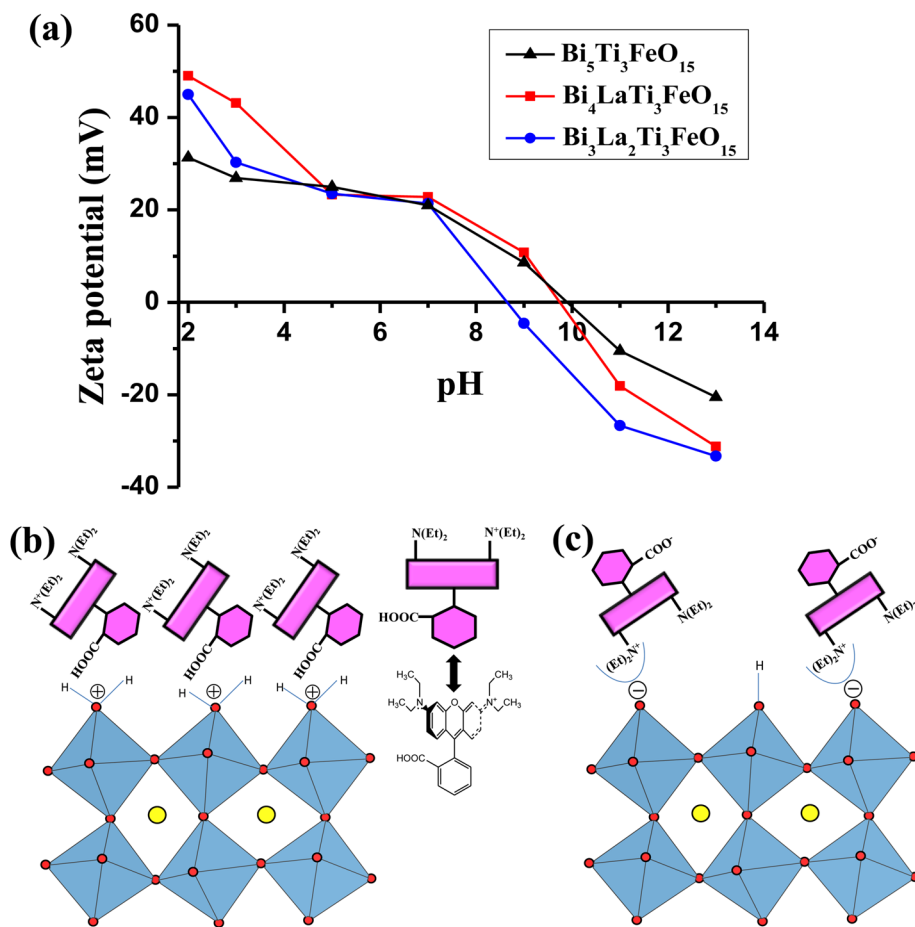 (a)
Zeta potential (mV)
60
40
20
0
-20
-40
2 4 6 8 10 12 14
pH
Bi₅Ti₃FeO₁₅
Bi₄LaTi₃FeO₁₅
Bi₃La₂Ti₃FeO₁₅
(b)
N(Et)₂
N⁺(Et)₂
HOOC
N(Et)₂
N⁺(Et)₂
HOOC
N(Et)₂
N⁺(Et)₂
HOOC
H + H
H + H
H + H
N(Et)₂ N⁺(Et)₂
HOOC
CH₃ H₃C
H₃C N O N⁺ CH₃
HOOC
(c)
COO⁻
N(Et)₂
(Et)₂N⁺
COO⁻
N(Et)₂
(Et)₂N⁺
− H −